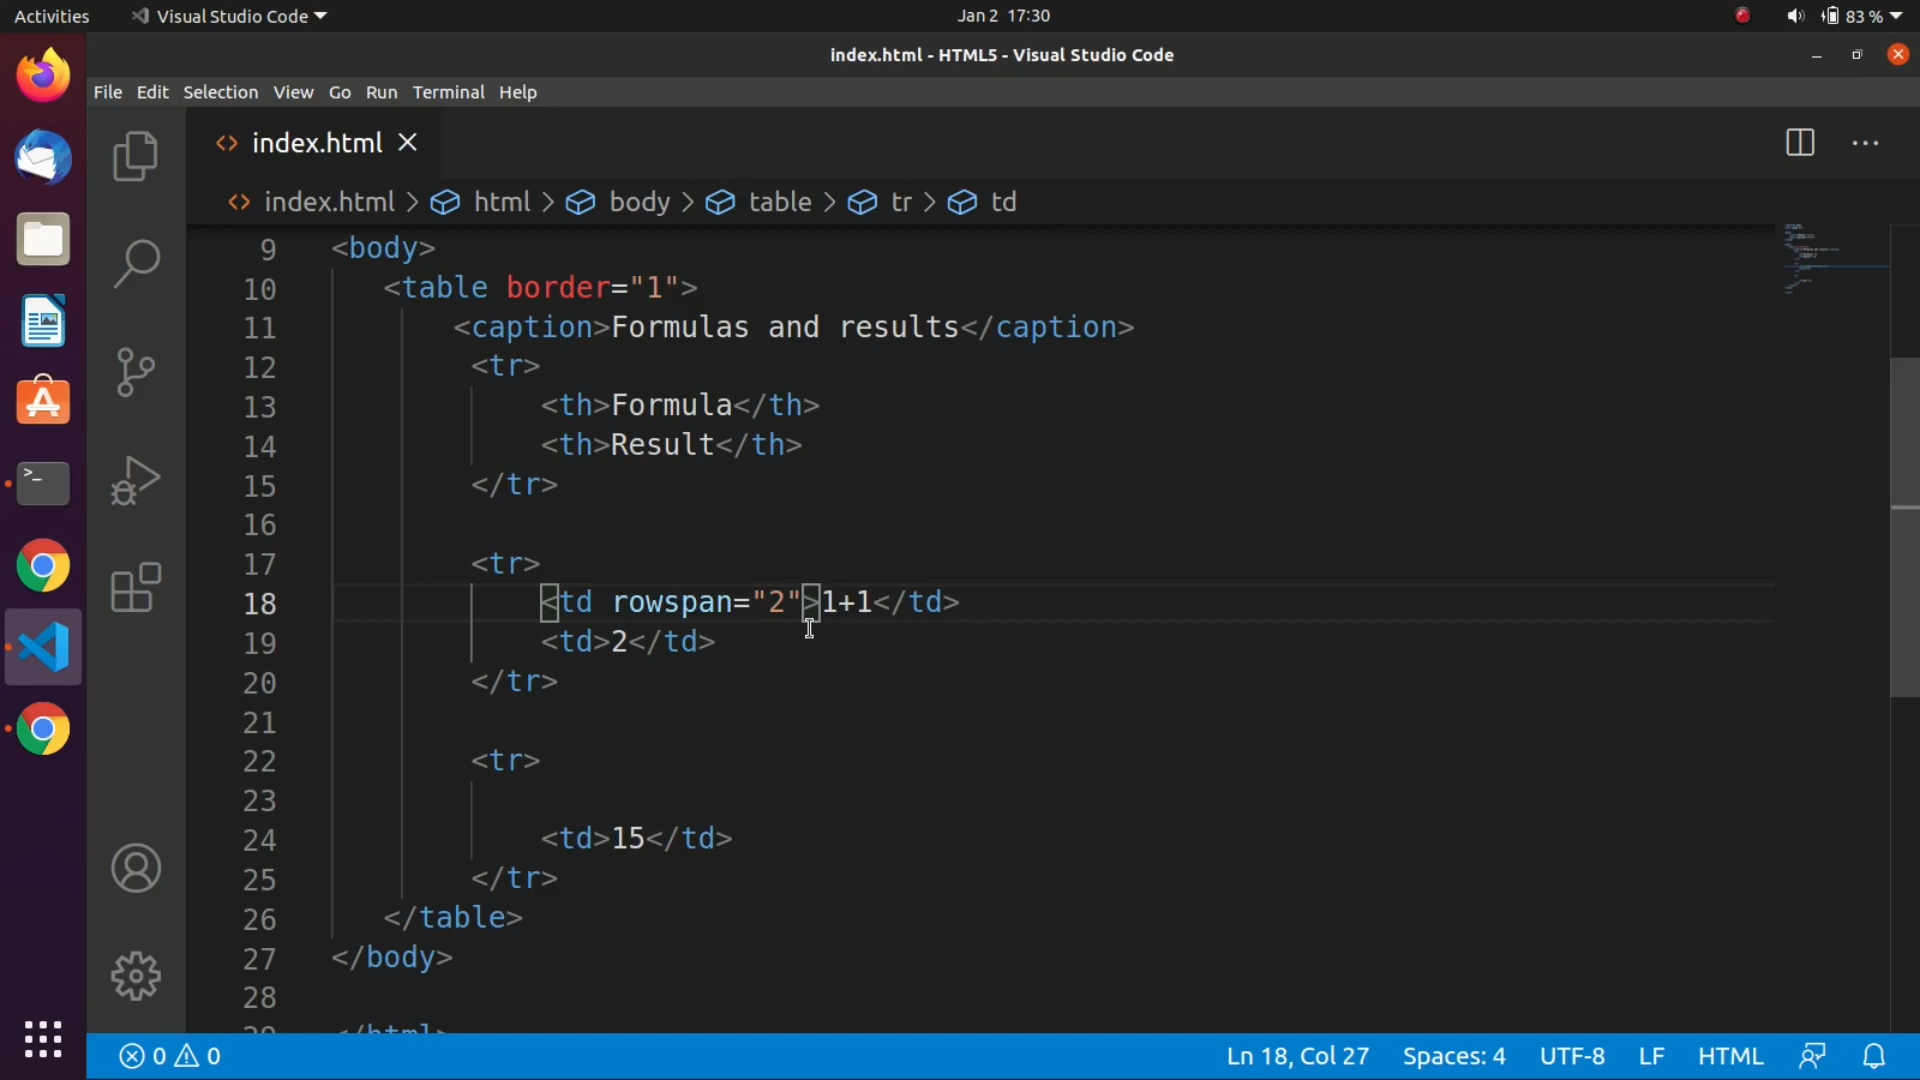 Activities Visual Studio Code Jan 2 17:30 83 %
index.html - HTML5 - Visual Studio Code
File Edit Selection View Go Run Terminal Help
index.html
index.html > html > body > table > tr > td
9 <body>
10 <table border="1">
11 <caption>Formulas and results</caption>
12 <tr>
13 <th>Formula</th>
14 <th>Result</th>
15 </tr>
16
17 <tr>
18 <td rowspan="2">1+1</td>
19 <td>2</td>
20 </tr>
21
22 <tr>
23
24 <td>15</td>
25 </tr>
26 </table>
27 </body>
28
29 </html>
0 0 Ln 18, Col 27 Spaces: 4 UTF-8 LF HTML